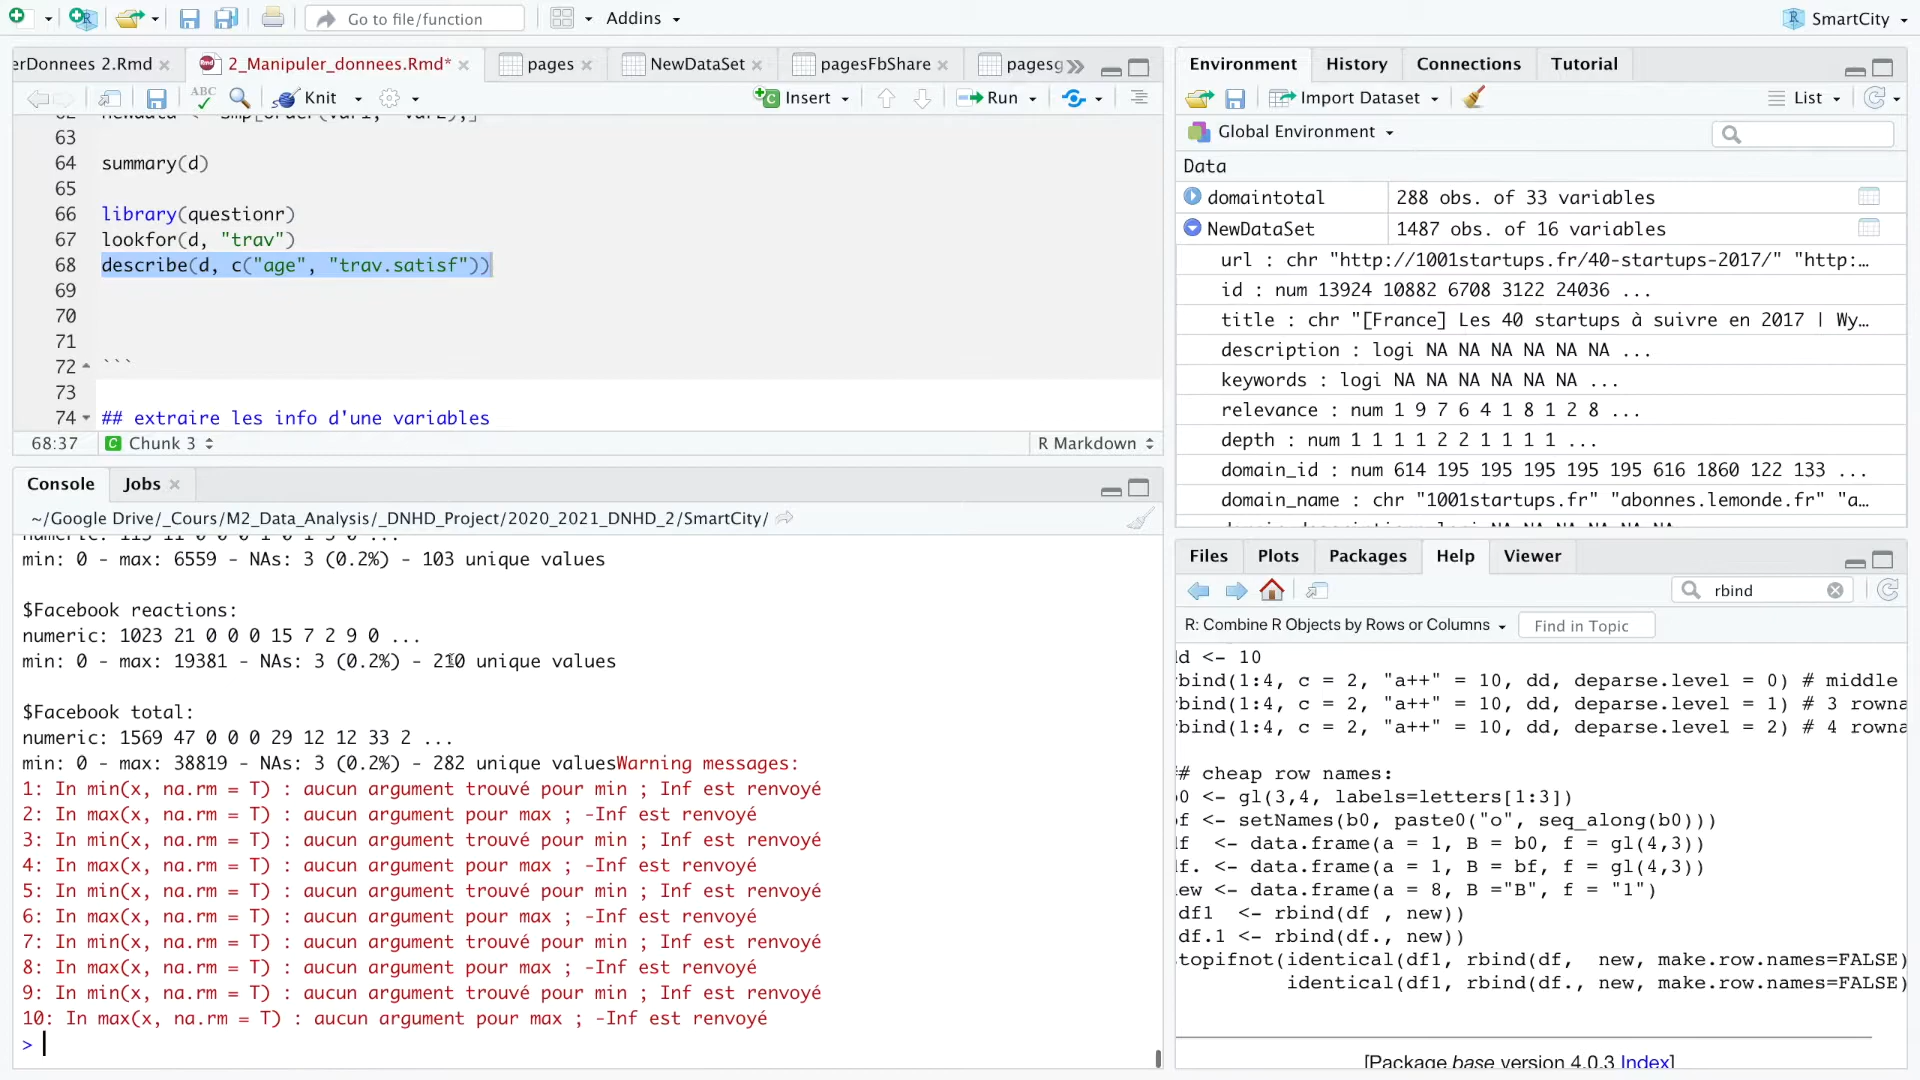 Go to file/function
Addins
SmartCity
erDonnees 2.Rmd
2_Manipuler_donnees.Rmd*
pages
NewDataSet
pagesFbShare
pagesg
ABC
Knit
Insert
Run
63
64 summary(d)
65
66 library(questionr)
67 lookfor(d, "trav")
68 describe(d, c("age", "trav.satisf"))
69
70
71
72 ```
73
74 ## extraire les info d'une variables
68:37
Chunk 3
R Markdown
Console
Jobs
~/Google Drive/_Cours/M2_Data_Analysis/_DNHD_Project/2020_2021_DNHD_2/SmartCity/
min: 0 - max: 6559 - NAs: 3 (0.2%) - 103 unique values
$Facebook reactions:
numeric: 1023 21 0 0 0 15 7 2 9 0 ...
min: 0 - max: 19381 - NAs: 3 (0.2%) - 210 unique values
$Facebook total:
numeric: 1569 47 0 0 0 29 12 12 33 2 ...
min: 0 - max: 38819 - NAs: 3 (0.2%) - 282 unique valuesWarning messages:
1: In min(x, na.rm = T) : aucun argument trouvé pour min ; Inf est renvoyé
2: In max(x, na.rm = T) : aucun argument pour max ; -Inf est renvoyé
3: In min(x, na.rm = T) : aucun argument trouvé pour min ; Inf est renvoyé
4: In max(x, na.rm = T) : aucun argument pour max ; -Inf est renvoyé
5: In min(x, na.rm = T) : aucun argument trouvé pour min ; Inf est renvoyé
6: In max(x, na.rm = T) : aucun argument pour max ; -Inf est renvoyé
7: In min(x, na.rm = T) : aucun argument trouvé pour min ; Inf est renvoyé
8: In max(x, na.rm = T) : aucun argument pour max ; -Inf est renvoyé
9: In min(x, na.rm = T) : aucun argument trouvé pour min ; Inf est renvoyé
10: In max(x, na.rm = T) : aucun argument pour max ; -Inf est renvoyé
>
Environment
History
Connections
Tutorial
Import Dataset
List
Global Environment
Data
domaintotal 288 obs. of 33 variables
NewDataSet 1487 obs. of 16 variables
url : chr "http://1001startups.fr/40-startups-2017/" "http:…
id : num 13924 10882 6708 3122 24036 ...
title : chr "[France] Les 40 startups à suivre en 2017 | Wy…
description : logi NA NA NA NA NA NA ...
keywords : logi NA NA NA NA NA NA ...
relevance : num 1 9 7 6 4 1 8 1 2 8 ...
depth : num 1 1 1 1 2 2 1 1 1 1 ...
domain_id : num 614 195 195 195 195 195 616 1860 122 133 ...
domain_name : chr "1001startups.fr" "abonnes.lemonde.fr" "a…
Files
Plots
Packages
Help
Viewer
rbind
R: Combine R Objects by Rows or Columns
Find in Topic
dd <- 10
rbind(1:4, c = 2, "a++" = 10, dd, deparse.level = 0) # middle
rbind(1:4, c = 2, "a++" = 10, dd, deparse.level = 1) # 3 rowna
rbind(1:4, c = 2, "a++" = 10, dd, deparse.level = 2) # 4 rowna
## cheap row names:
b0 <- gl(3,4, labels=letters[1:3])
bf <- setNames(b0, paste0("o", seq_along(b0)))
df <- data.frame(a = 1, B = b0, f = gl(4,3))
df. <- data.frame(a = 1, B = bf, f = gl(4,3))
new <- data.frame(a = 8, B ="B", f = "1")
df1 <- rbind(df , new))
df.1 <- rbind(df., new))
topifnot(identical(df1, rbind(df, new, make.row.names=FALSE)
identical(df1, rbind(df., new, make.row.names=FALSE)
[Package base version 4.0.3 Index]